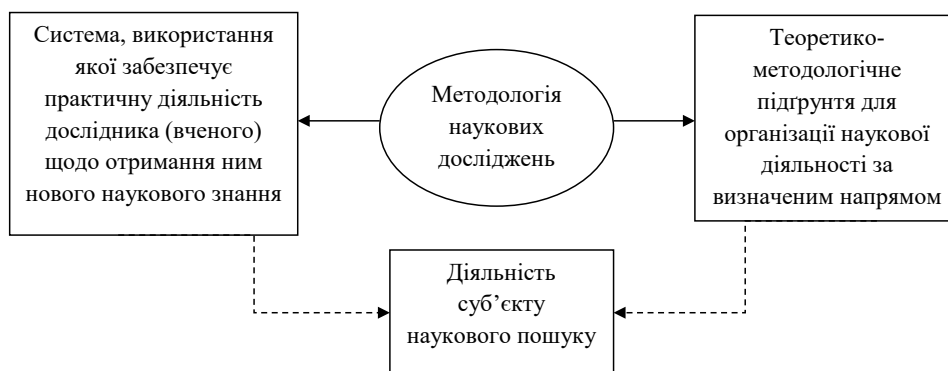 Система, використання
якої забезпечує
практичну діяльність
дослідника (вченого)
щодо отримання ним
нового наукового знання
Методологія
наукових
досліджень
Теоретико-
методологічне
підґрунтя для
організації наукової
діяльності за
визначеним напрямом
Діяльність
суб’єкту
наукового пошуку